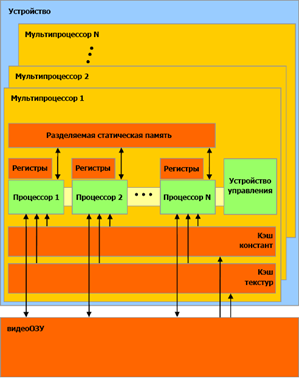 Устройство
Мультипроцессор N
Мультипроцессор 2
Мультипроцессор 1
Разделяемая статическая память
Регистры
Регистры
Регистры
Процессор 1
Процессор 2
Процессор N
Устройство
управления
Кэш
констант
Кэш
текстур
видеоОЗУ